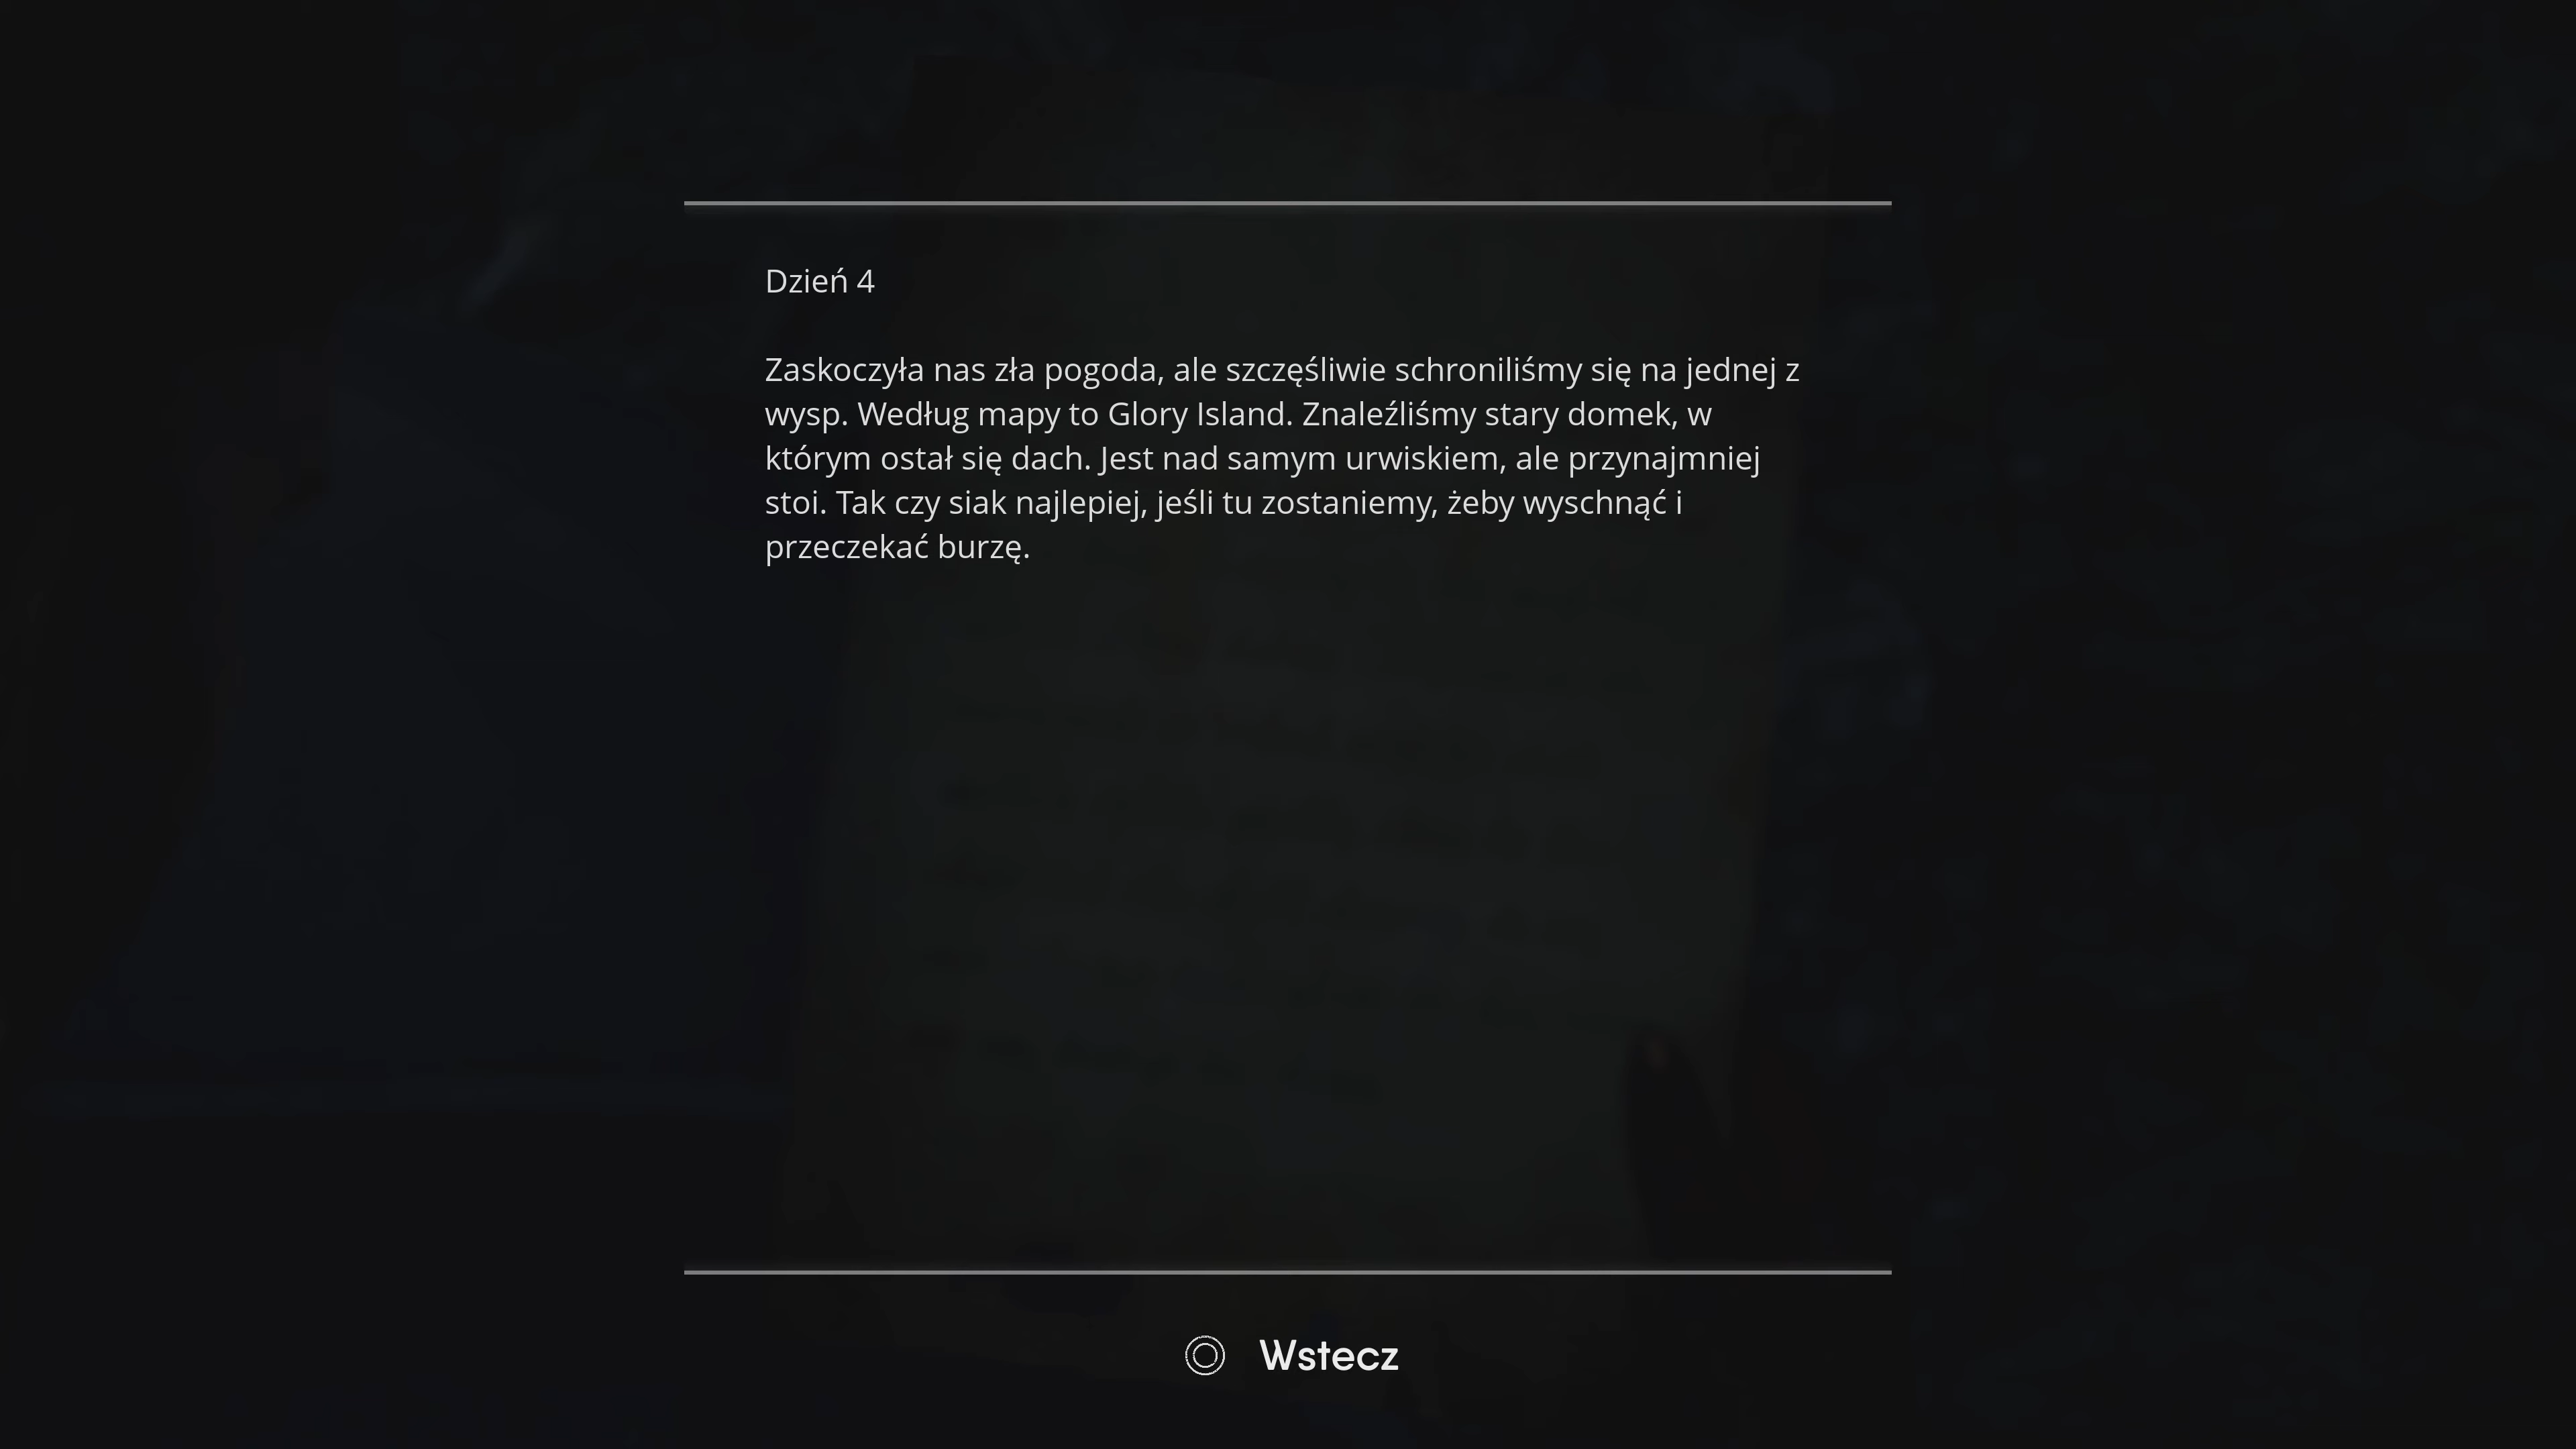 Dzień 4
Zaskoczyła nas zła pogoda, ale szczęśliwie schroniliśmy się na jednej z
wysp. Według mapy to Glory Island. Znaleźliśmy stary domek, w
którym ostał się dach. Jest nad samym urwiskiem, ale przynajmniej
stoi. Tak czy siak najlepiej, jeśli tu zostaniemy, żeby wyschnąć i
przeczekać burzę.
Wstecz